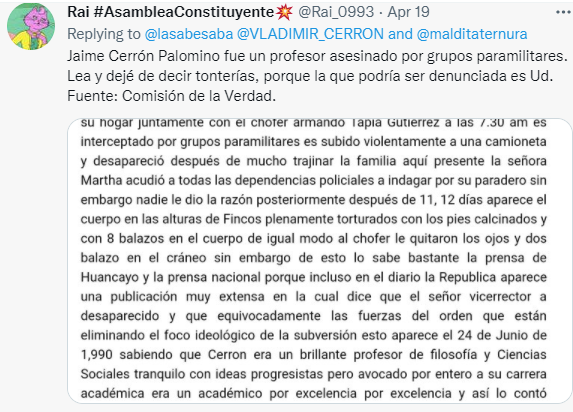 Rai #AsambleaConstituyente💥 @Rai_0993 · Apr 19 ...
Replying to @lasabesaba @VLADIMIR_CERRON and @malditaternura
Jaime Cerrón Palomino fue un profesor asesinado por grupos paramilitares.
Lea y dejé de decir tonterías, porque la que podría ser denunciada es Ud.
Fuente: Comisión de la Verdad.
su hogar juntamente con el chofer armando Tapia Gutierrez a las 7.30 am es
interceptado por grupos paramilitares es subido violentamente a una camioneta
y desapareció después de mucho trajinar la familia aquí presente la señora
Martha acudió a todas las dependencias policiales a indagar por su paradero sin
embargo nadie le dio la razón posteriormente después de 11, 12 días aparece el
cuerpo en las alturas de Fincos plenamente torturados con los pies calcinados y
con 8 balazos en el cuerpo de igual modo al chofer le quitaron los ojos y dos
balazo en el cráneo sin embargo de esto lo sabe bastante la prensa de
Huancayo y la prensa nacional porque incluso en el diario la Republica aparece
una publicación muy extensa en la cual dice que el señor vicerrector a
desaparecido y que equivocadamente las fuerzas del orden que están
eliminando el foco ideológico de la subversión esto aparece el 24 de Junio de
1,990 sabiendo que Cerron era un brillante profesor de filosofía y Ciencias
Sociales tranquilo con ideas progresistas pero avocado por entero a su carrera
académica era un académico por excelencia por excelencia y así lo contó